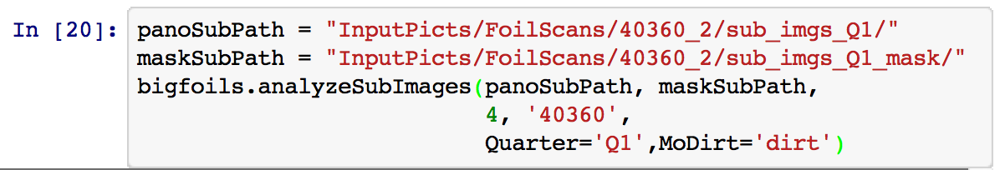 In [20]: panoSubPath = "InputPicts/FoilScans/40360_2/sub_imgs_Q1/"
maskSubPath = "InputPicts/FoilScans/40360_2/sub_imgs_Q1_mask/"
bigfoils.analyzeSubImages(panoSubPath, maskSubPath,
4, '40360',
Quarter='Q1',MoDirt='dirt')